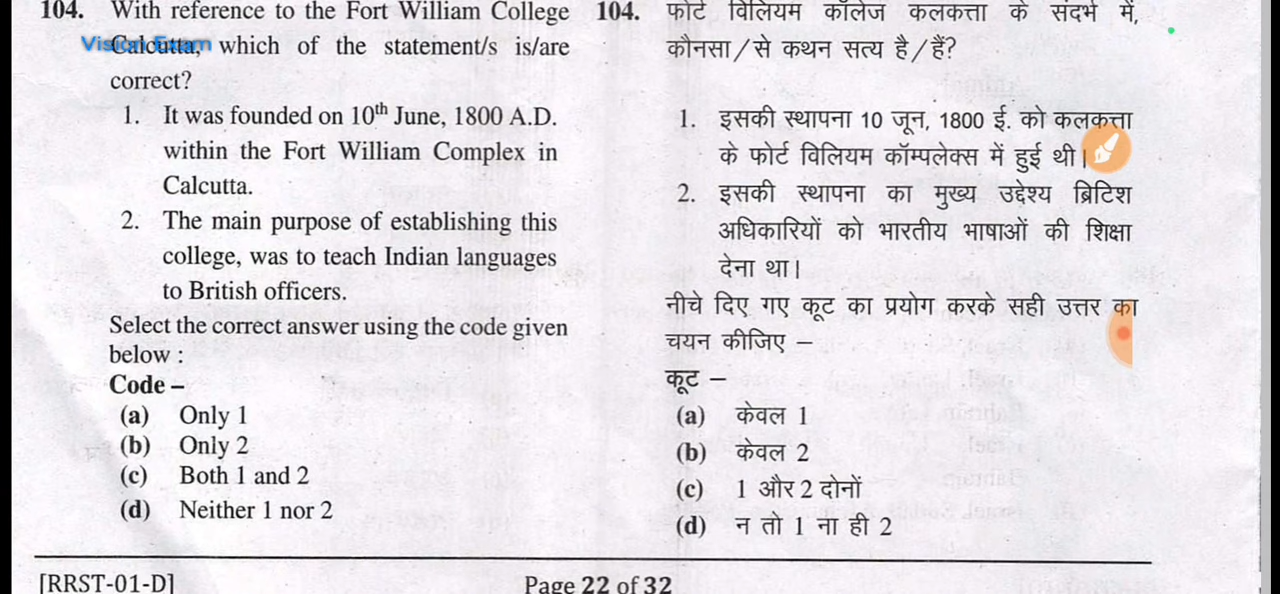 104. With reference to the Fort William College
Calcutta, which of the statement/s is/are
Vision Exam
correct?
1. It was founded on 10th June, 1800 A.D.
within the Fort William Complex in
Calcutta.
2. The main purpose of establishing this
college, was to teach Indian languages
to British officers.
Select the correct answer using the code given
below :
Code –
(a) Only 1
(b) Only 2
(c) Both 1 and 2
(d) Neither 1 nor 2
104. फोर्ट विलियम कॉलेज कलकत्ता के संदर्भ में,
कौनसा/से कथन सत्य है/हैं?
1. इसकी स्थापना 10 जून, 1800 ई. को कलकत्ता
के फोर्ट विलियम कॉम्पलेक्स में हुई थी।
2. इसकी स्थापना का मुख्य उद्देश्य ब्रिटिश
अधिकारियों को भारतीय भाषाओं की शिक्षा
देना था।
नीचे दिए गए कूट का प्रयोग करके सही उत्तर का
चयन कीजिए –
कूट –
(a) केवल 1
(b) केवल 2
(c) 1 और 2 दोनों
(d) न तो 1 ना ही 2
[RRST-01-D]
Page 22 of 32